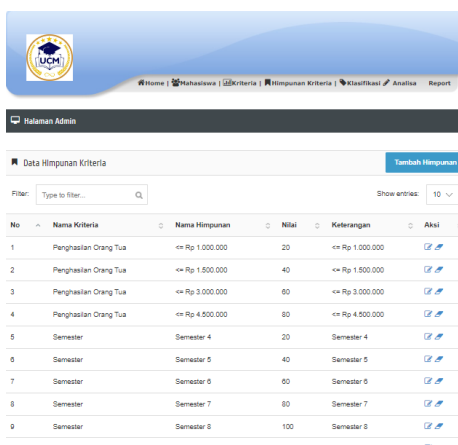 UCM
Home | Mahasiswa | Kriteria | Himpunan Kriteria | Klasifikasi Analisa Report
Halaman Admin
Data Himpunan Kriteria Tambah Himpunan
Filter: Type to filter... Show entries: 10
No Nama Kriteria Nama Himpunan Nilai Keterangan Aksi
1 Penghasilan Orang Tua <= Rp 1.000.000 20 <= Rp 1.000.000
2 Penghasilan Orang Tua <= Rp 1.500.000 40 <= Rp 1.500.000
3 Penghasilan Orang Tua <= Rp 3.000.000 60 <= Rp 3.000.000
4 Penghasilan Orang Tua <= Rp 4.500.000 80 <= Rp 4.500.000
5 Semester Semester 4 20 Semester 4
6 Semester Semester 5 40 Semester 5
7 Semester Semester 6 60 Semester 6
8 Semester Semester 7 80 Semester 7
9 Semester Semester 8 100 Semester 8